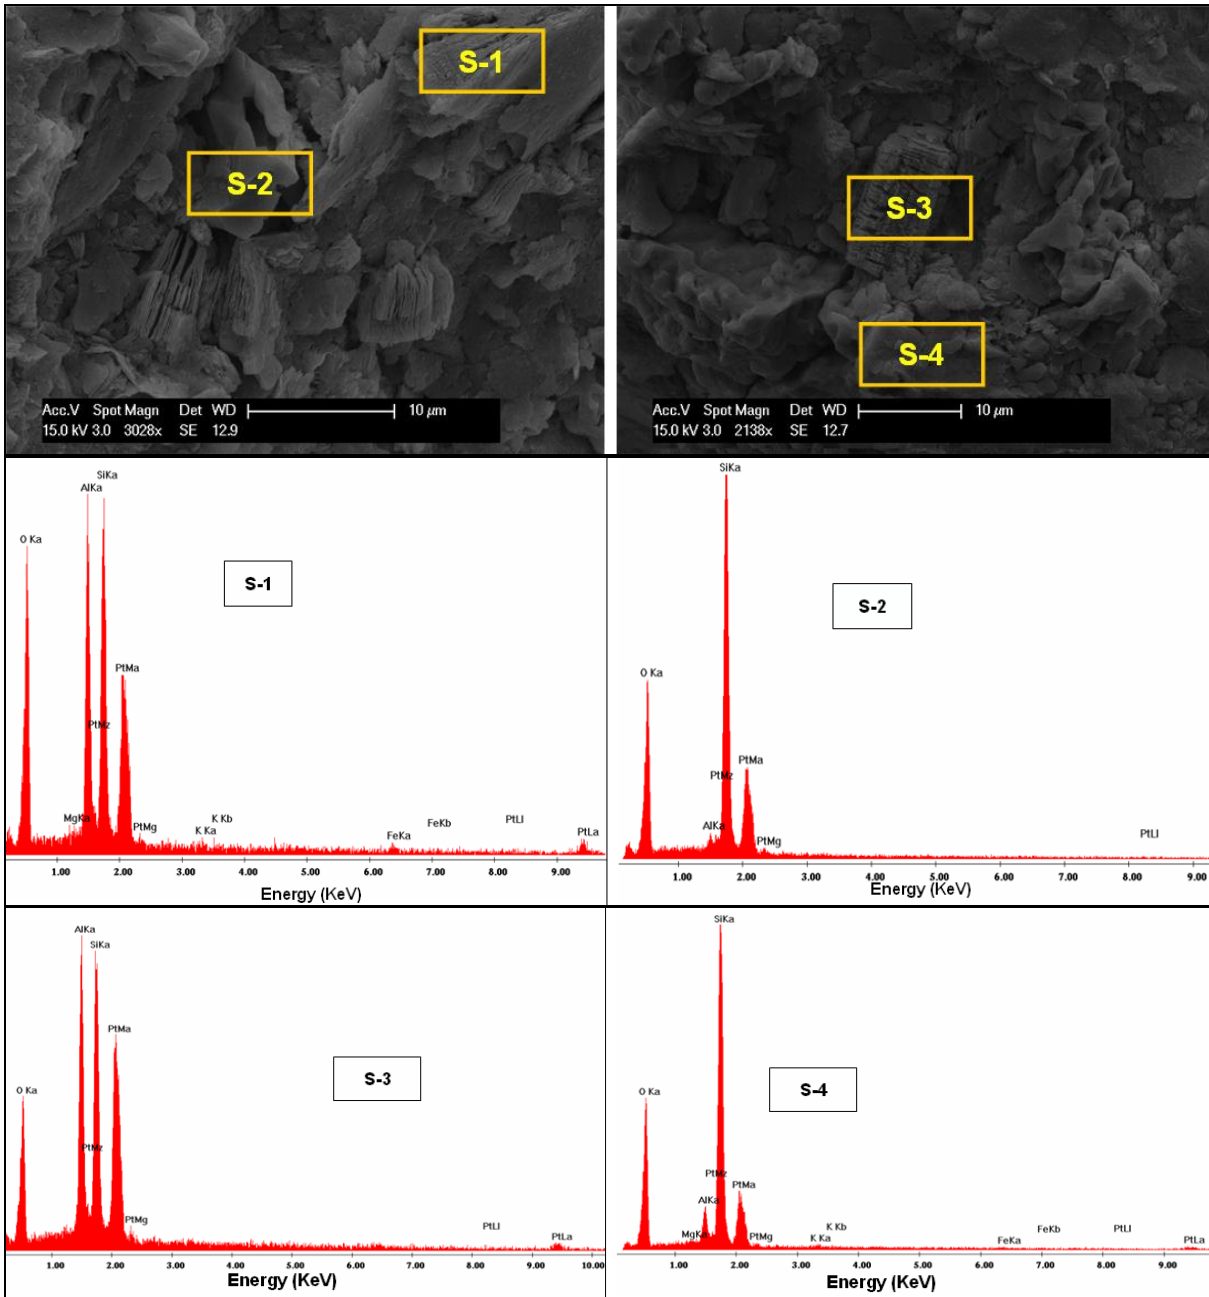 S-1
S-2
Acc.V Spot Magn Det WD 10 µm
15.0 kV 3.0 3028x SE 12.9
S-3
S-4
Acc.V Spot Magn Det WD 10 µm
15.0 kV 3.0 2138x SE 12.7
SiKa
AlKa
O Ka
S-1
PtMa
PtMz
MgKa
PtMg
K Ka
K Kb
FeKa
FeKb
PtLl
PtLa
1.00 2.00 3.00 4.00 5.00 6.00 7.00 8.00 9.00
Energy (KeV)
SiKa
S-2
O Ka
PtMa
PtMz
AlKa
PtMg
PtLl
1.00 2.00 3.00 4.00 5.00 6.00 7.00 8.00 9.00
Energy (KeV)
AlKa
SiKa
PtMa
S-3
O Ka
PtMz
PtMg
PtLl
PtLa
1.00 2.00 3.00 4.00 5.00 6.00 7.00 8.00 9.00 10.00
Energy (KeV)
SiKa
S-4
O Ka
PtMz
PtMa
AlKa
MgKa
PtMg
K Kb
K Ka
FeKa
FeKb
PtLl
PtLa
1.00 2.00 3.00 4.00 5.00 6.00 7.00 8.00 9.00
Energy (KeV)